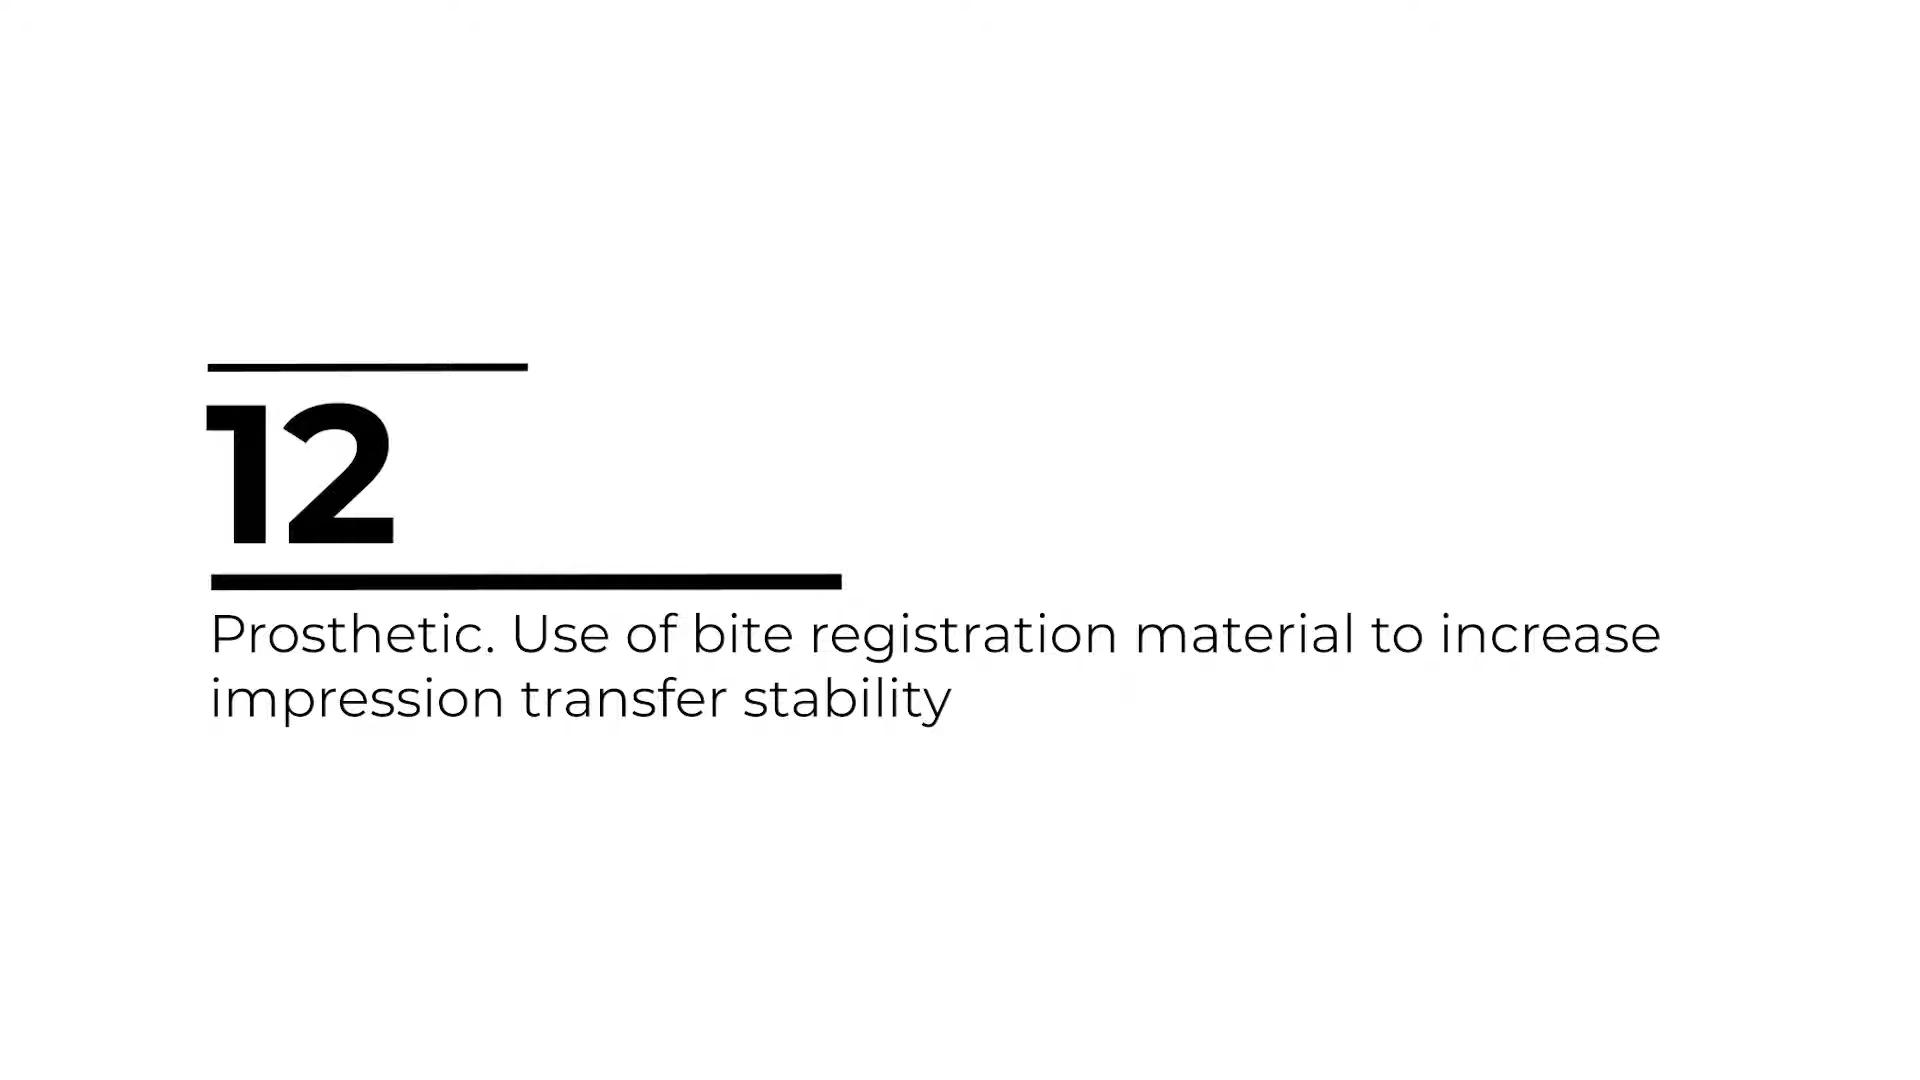 12
Prosthetic. Use of bite registration material to increase
impression transfer stability